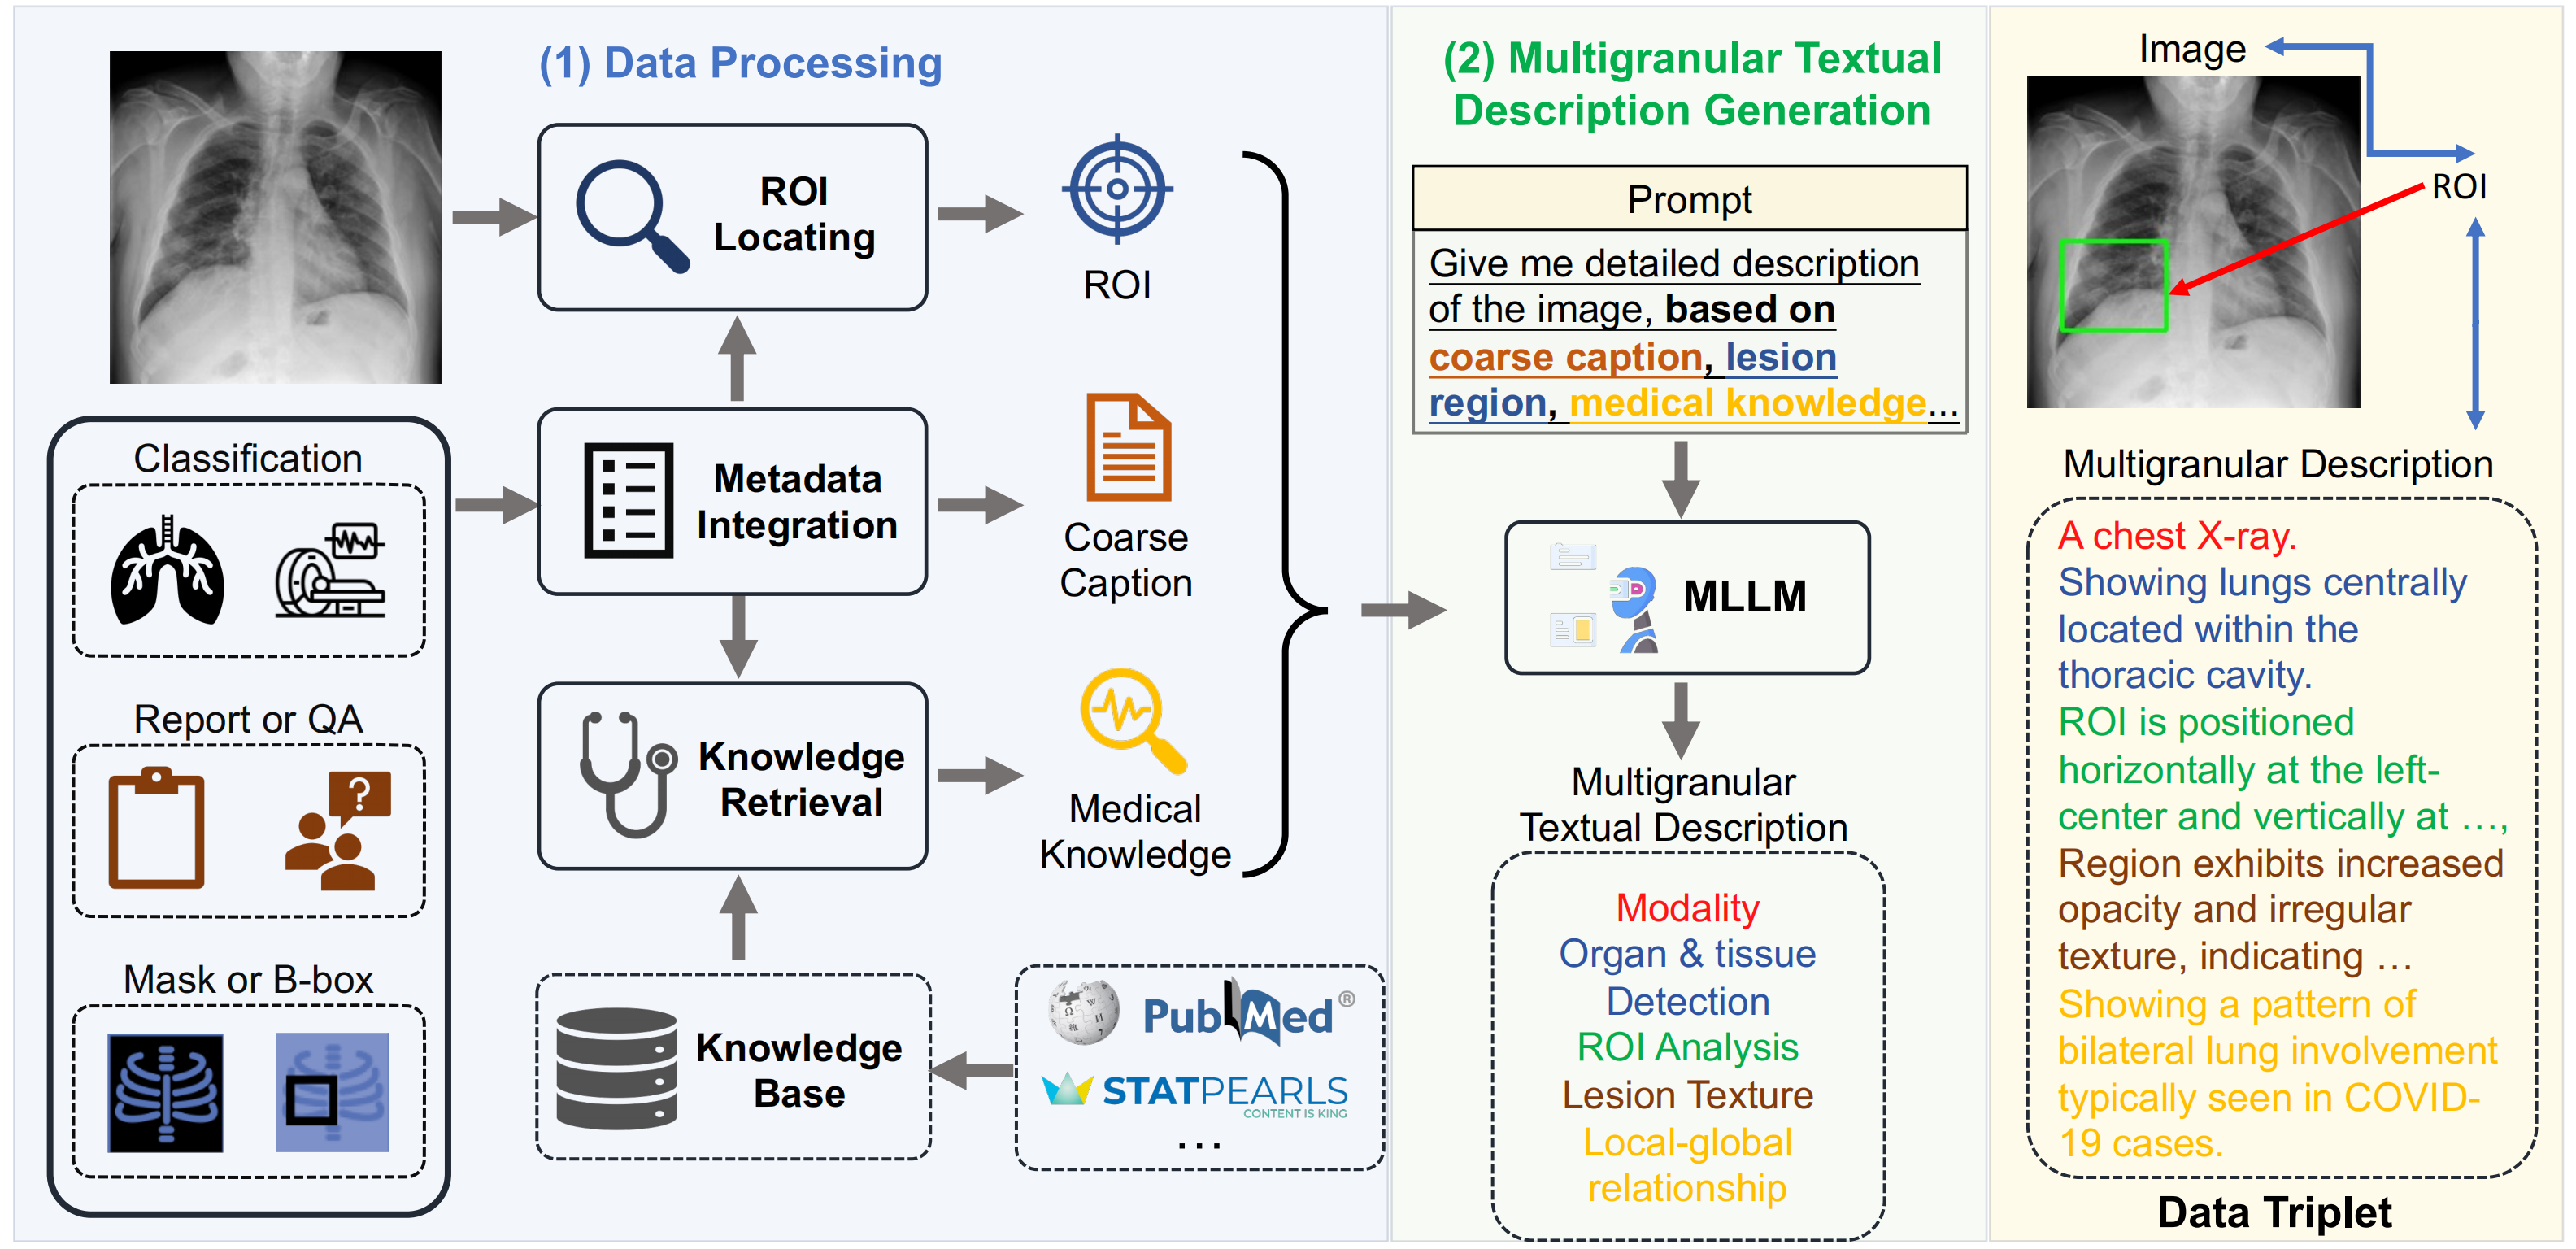 (1) Data Processing
ROI
Locating
ROI
Classification
Metadata
Integration
Coarse
Caption
Report or QA
?
Knowledge
Retrieval
Medical
Knowledge
Mask or B-box
Knowledge
Base
PubMed®
STATPEARLS
CONTENT IS KING
...
(2) Multigranular Textual
Description Generation
Prompt
Give me detailed description
of the image, based on
coarse caption, lesion
region, medical knowledge...
MLLM
Multigranular
Textual Description
Modality
Organ & tissue
Detection
ROI Analysis
Lesion Texture
Local-global
relationship
Image
ROI
Multigranular Description
A chest X-ray.
Showing lungs centrally
located within the
thoracic cavity.
ROI is positioned
horizontally at the left-
center and vertically at ...,
Region exhibits increased
opacity and irregular
texture, indicating ...
Showing a pattern of
bilateral lung involvement
typically seen in COVID-
19 cases.
Data Triplet